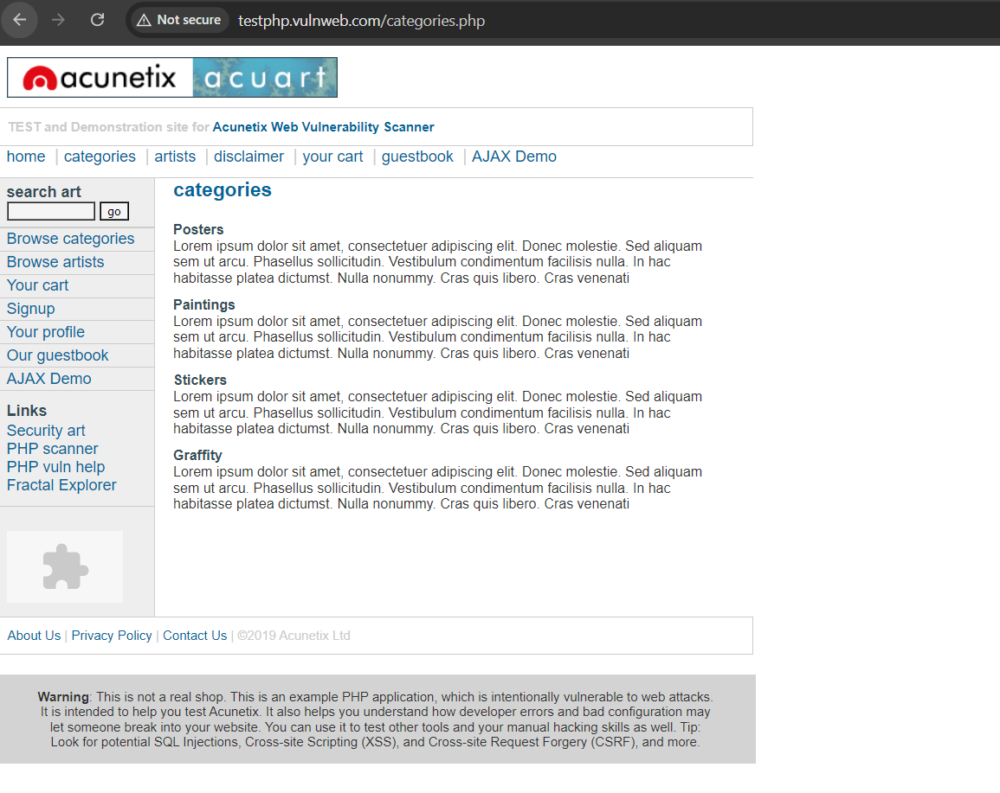 Not secure
testphp.vulnweb.com/categories.php
acunetix acuart
TEST and Demonstration site for Acunetix Web Vulnerability Scanner
home | categories | artists | disclaimer | your cart | guestbook | AJAX Demo
search art
go
Browse categories
Browse artists
Your cart
Signup
Your profile
Our guestbook
AJAX Demo
Links
Security art
PHP scanner
PHP vuln help
Fractal Explorer
categories
Posters
Lorem ipsum dolor sit amet, consectetuer adipiscing elit. Donec molestie. Sed aliquam
sem ut arcu. Phasellus sollicitudin. Vestibulum condimentum facilisis nulla. In hac
habitasse platea dictumst. Nulla nonummy. Cras quis libero. Cras venenati
Paintings
Lorem ipsum dolor sit amet, consectetuer adipiscing elit. Donec molestie. Sed aliquam
sem ut arcu. Phasellus sollicitudin. Vestibulum condimentum facilisis nulla. In hac
habitasse platea dictumst. Nulla nonummy. Cras quis libero. Cras venenati
Stickers
Lorem ipsum dolor sit amet, consectetuer adipiscing elit. Donec molestie. Sed aliquam
sem ut arcu. Phasellus sollicitudin. Vestibulum condimentum facilisis nulla. In hac
habitasse platea dictumst. Nulla nonummy. Cras quis libero. Cras venenati
Graffity
Lorem ipsum dolor sit amet, consectetuer adipiscing elit. Donec molestie. Sed aliquam
sem ut arcu. Phasellus sollicitudin. Vestibulum condimentum facilisis nulla. In hac
habitasse platea dictumst. Nulla nonummy. Cras quis libero. Cras venenati
About Us | Privacy Policy | Contact Us | ©2019 Acunetix Ltd
Warning: This is not a real shop. This is an example PHP application, which is intentionally vulnerable to web attacks.
It is intended to help you test Acunetix. It also helps you understand how developer errors and bad configuration may
let someone break into your website. You can use it to test other tools and your manual hacking skills as well. Tip:
Look for potential SQL Injections, Cross-site Scripting (XSS), and Cross-site Request Forgery (CSRF), and more.